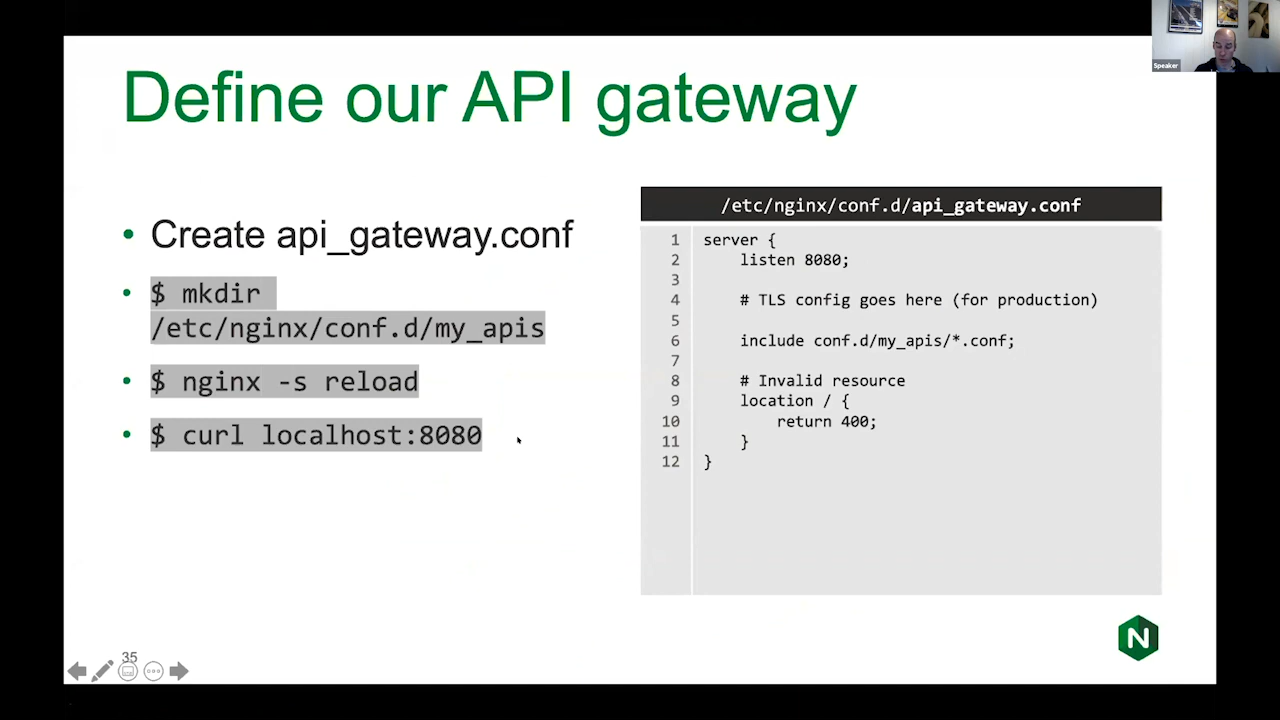 Speaker
Define our API gateway
• Create api_gateway.conf
• $ mkdir
/etc/nginx/conf.d/my_apis
• $ nginx -s reload
• $ curl localhost:8080
/etc/nginx/conf.d/api_gateway.conf
1 server {
2     listen 8080;
3
4     # TLS config goes here (for production)
5
6     include conf.d/my_apis/*.conf;
7
8     # Invalid resource
9     location / {
10         return 400;
11     }
12 }
N
35